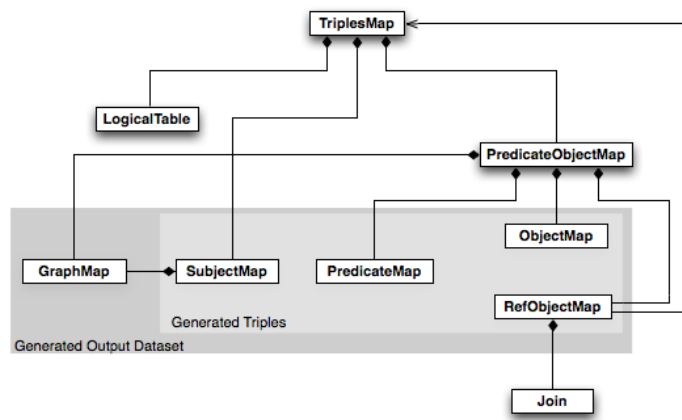 TriplesMap
LogicalTable
PredicateObjectMap
ObjectMap
GraphMap
SubjectMap
PredicateMap
RefObjectMap
Generated Triples
Generated Output Dataset
Join